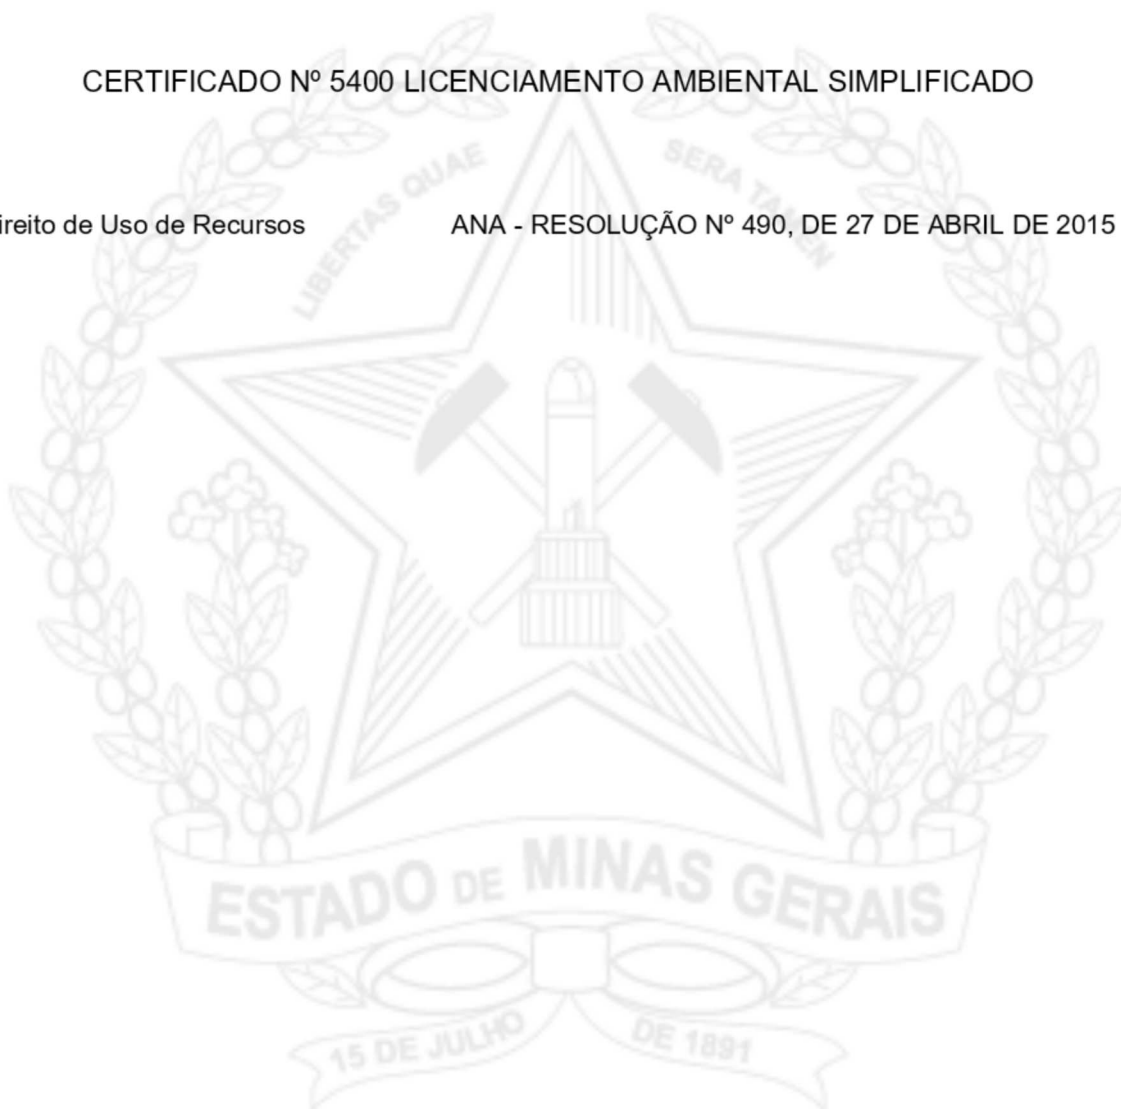 CERTIFICADO Nº 5400 LICENCIAMENTO AMBIENTAL SIMPLIFICADO
ireito de Uso de Recursos ANA - RESOLUÇÃO Nº 490, DE 27 DE ABRIL DE 2015
LIBERTAS QUAE SERA TAMEN
ESTADO DE MINAS GERAIS
15 DE JULHO DE 1891